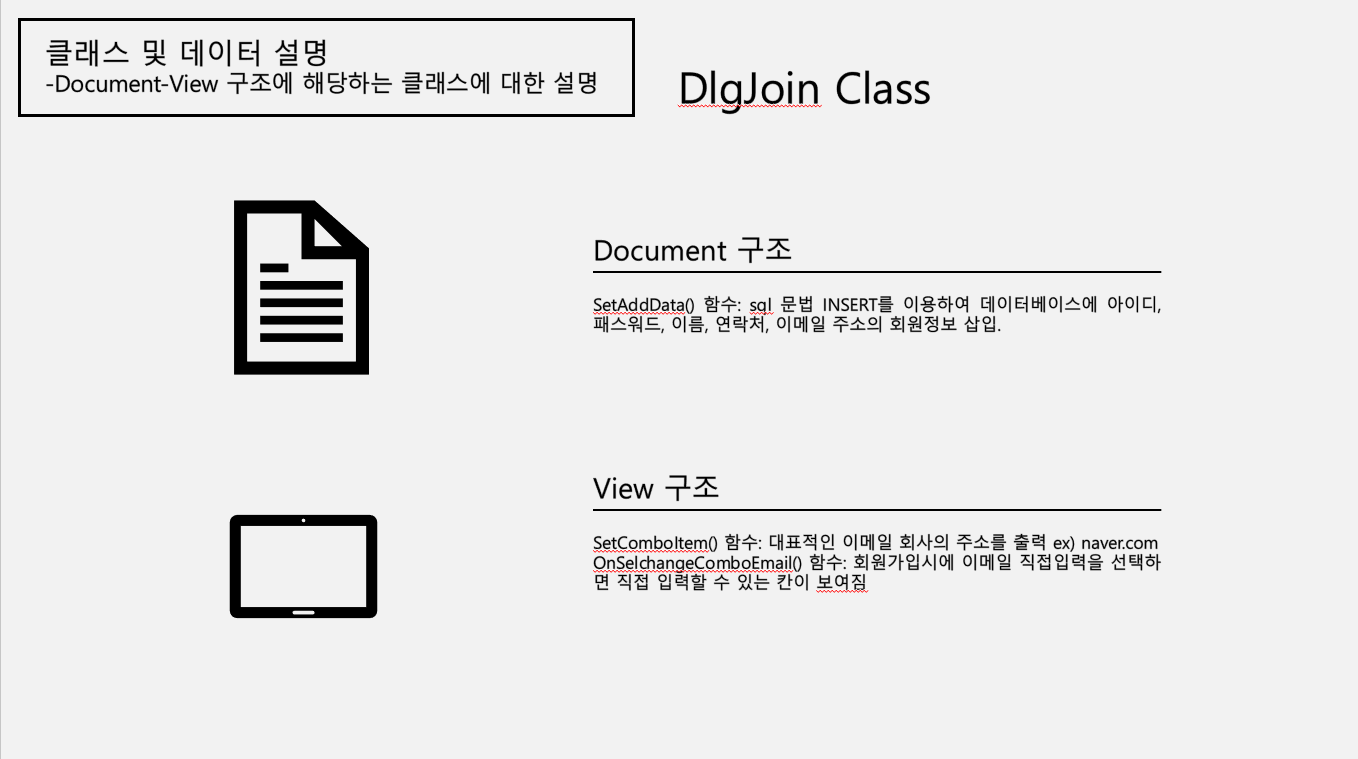 클래스 및 데이터 설명
-Document-View 구조에 해당하는 클래스에 대한 설명
DlgJoin Class
Document 구조
SetAddData() 함수: sql 문법 INSERT를 이용하여 데이터베이스에 아이디,
패스워드, 이름, 연락처, 이메일 주소의 회원정보 삽입.
View 구조
SetComboItem() 함수: 대표적인 이메일 회사의 주소를 출력 ex) naver.com
OnSelchangeComboEmail() 함수: 회원가입시에 이메일 직접입력을 선택하
면 직접 입력할 수 있는 칸이 보여짐